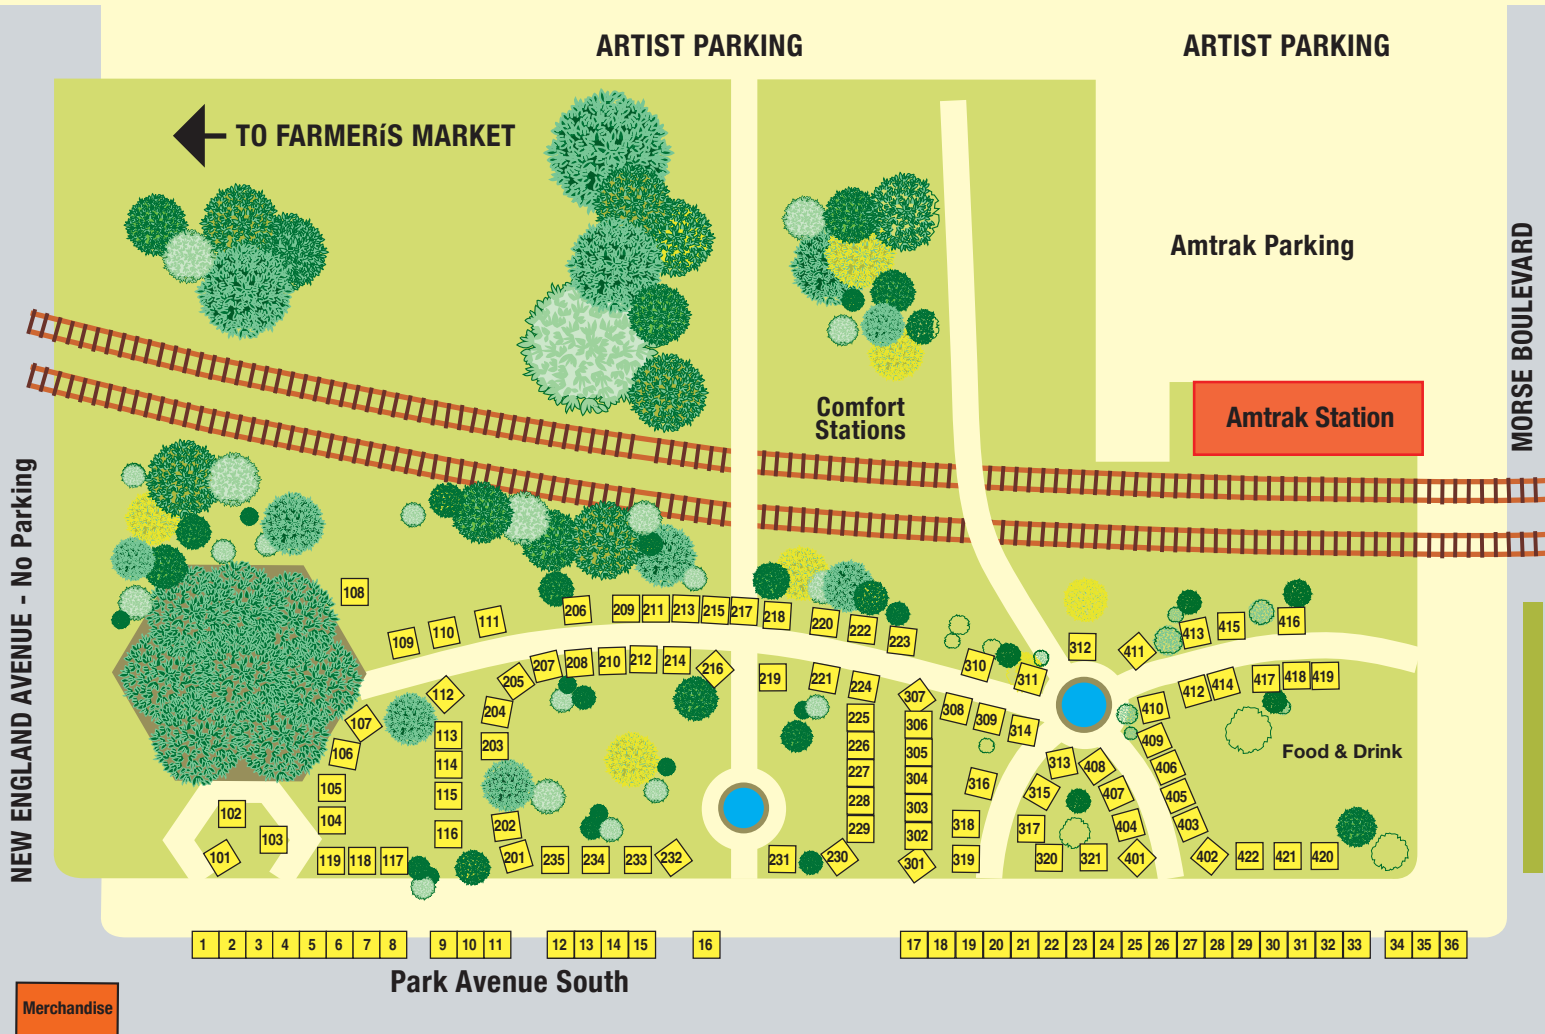 ARTIST PARKING
ARTIST PARKING
TO FARMERíS MARKET
Amtrak Parking
MORSE BOULEVARD
Comfort
Stations
Amtrak Station
NEW ENGLAND AVENUE - No Parking
108
206 209 211 213 215 217 218 220 222 223
109 110 111
312 411 413 415 416
310 311
205 207 208 210 212 214 216
219 221 224
112 204
107
307 308 309 314
410 412 414 417 418 419
106
113 203
225 306
226 305
409
Food & Drink
114
227 304
313 408 406
105 115
228 303
316 315 407 405
102 104
103
116 202
229 302
318 317 404 403
101
119 118 117
201 235 234 233 232
231 230 301
319 320 321 401
402 422 421 420
1 2 3 4 5 6 7 8
9 10 11
12 13 14 15
16
17 18 19 20 21 22 23 24 25 26 27 28 29 30 31 32 33
34 35 36
Park Avenue South
Merchandise